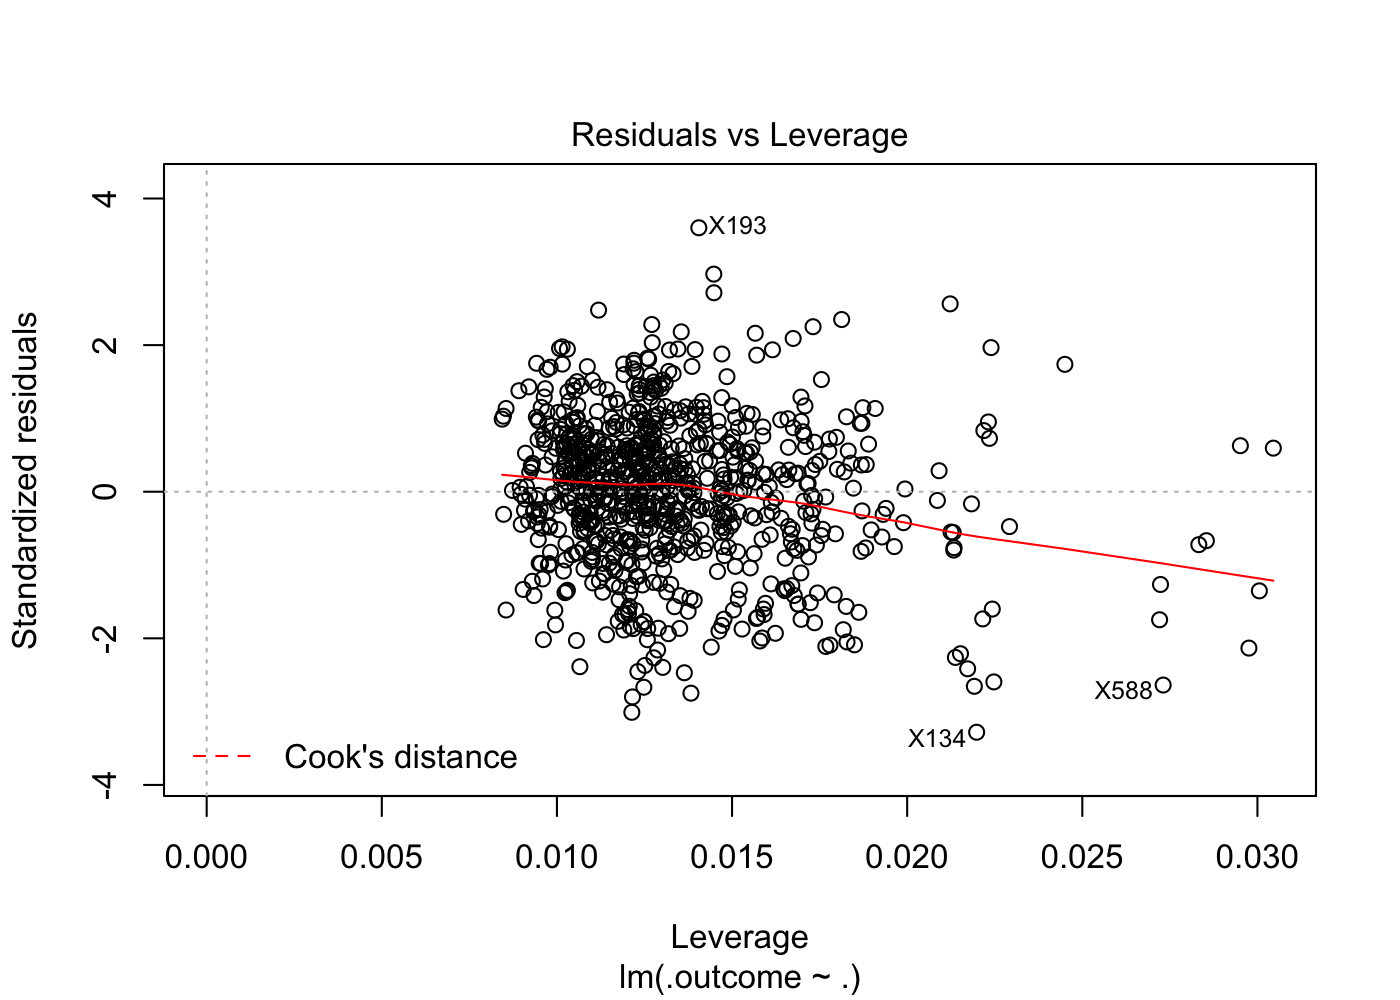 Residuals vs Leverage
4
2
0
-2
-4
Standardized residuals
X193
X588
X134
Cook's distance
0.000 0.005 0.010 0.015 0.020 0.025 0.030
Leverage
lm(.outcome ~ .)